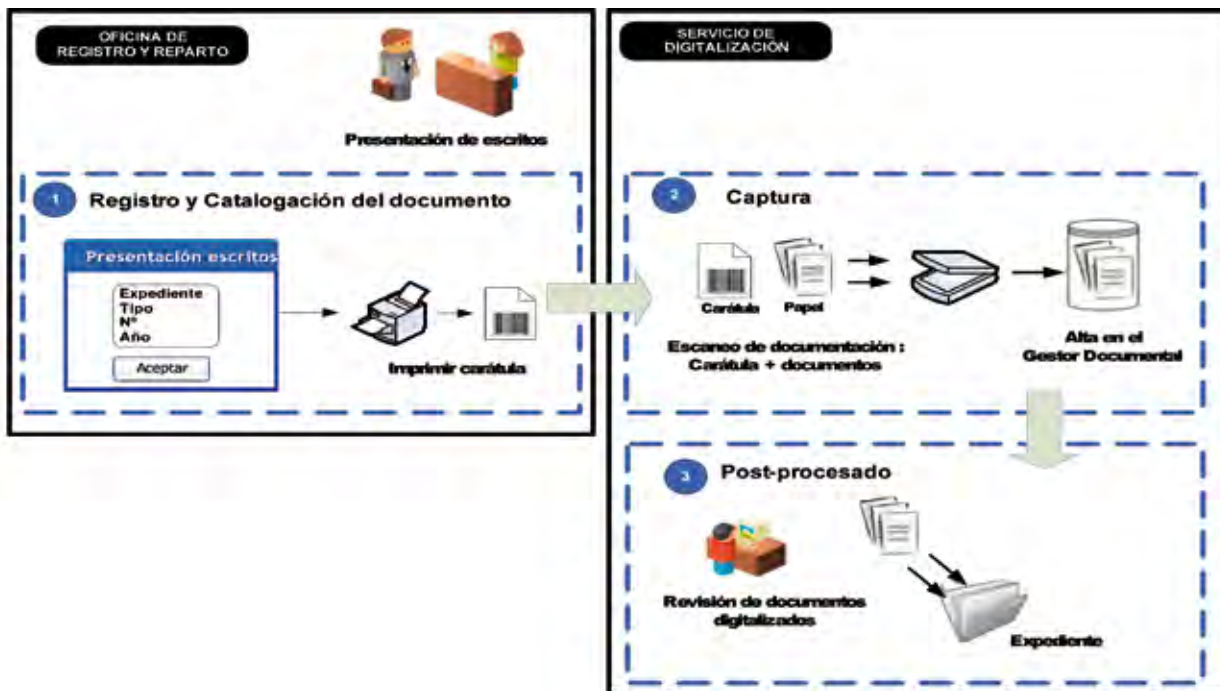 OFICINA DE
REGISTRO Y REPARTO
Presentación de escritos
1
Registro y Catalogación del documento
Presentación escritos
Expediente
Tipo
Nº
Año
Aceptar
Imprimir carátula
SERVICIO DE
DIGITALIZACIÓN
2
Captura
Carátula
Papel
Escaneo de documentación :
Carátula + documentos
Alta en el
Gestor Documental
3
Post-procesado
Revisión de documentos
digitalizados
Expediente